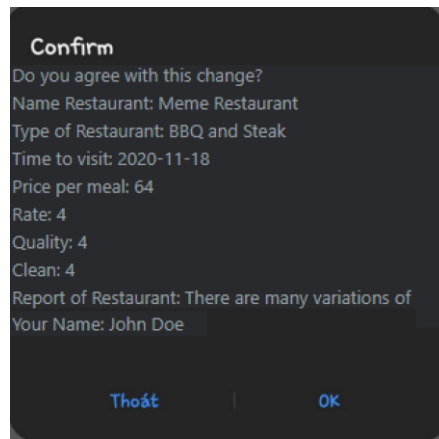 Confirm
Do you agree with this change?
Name Restaurant: Meme Restaurant
Type of Restaurant: BBQ and Steak
Time to visit: 2020-11-18
Price per meal: 64
Rate: 4
Quality: 4
Clean: 4
Report of Restaurant: There are many variations of
Your Name: John Doe
Thoát
OK